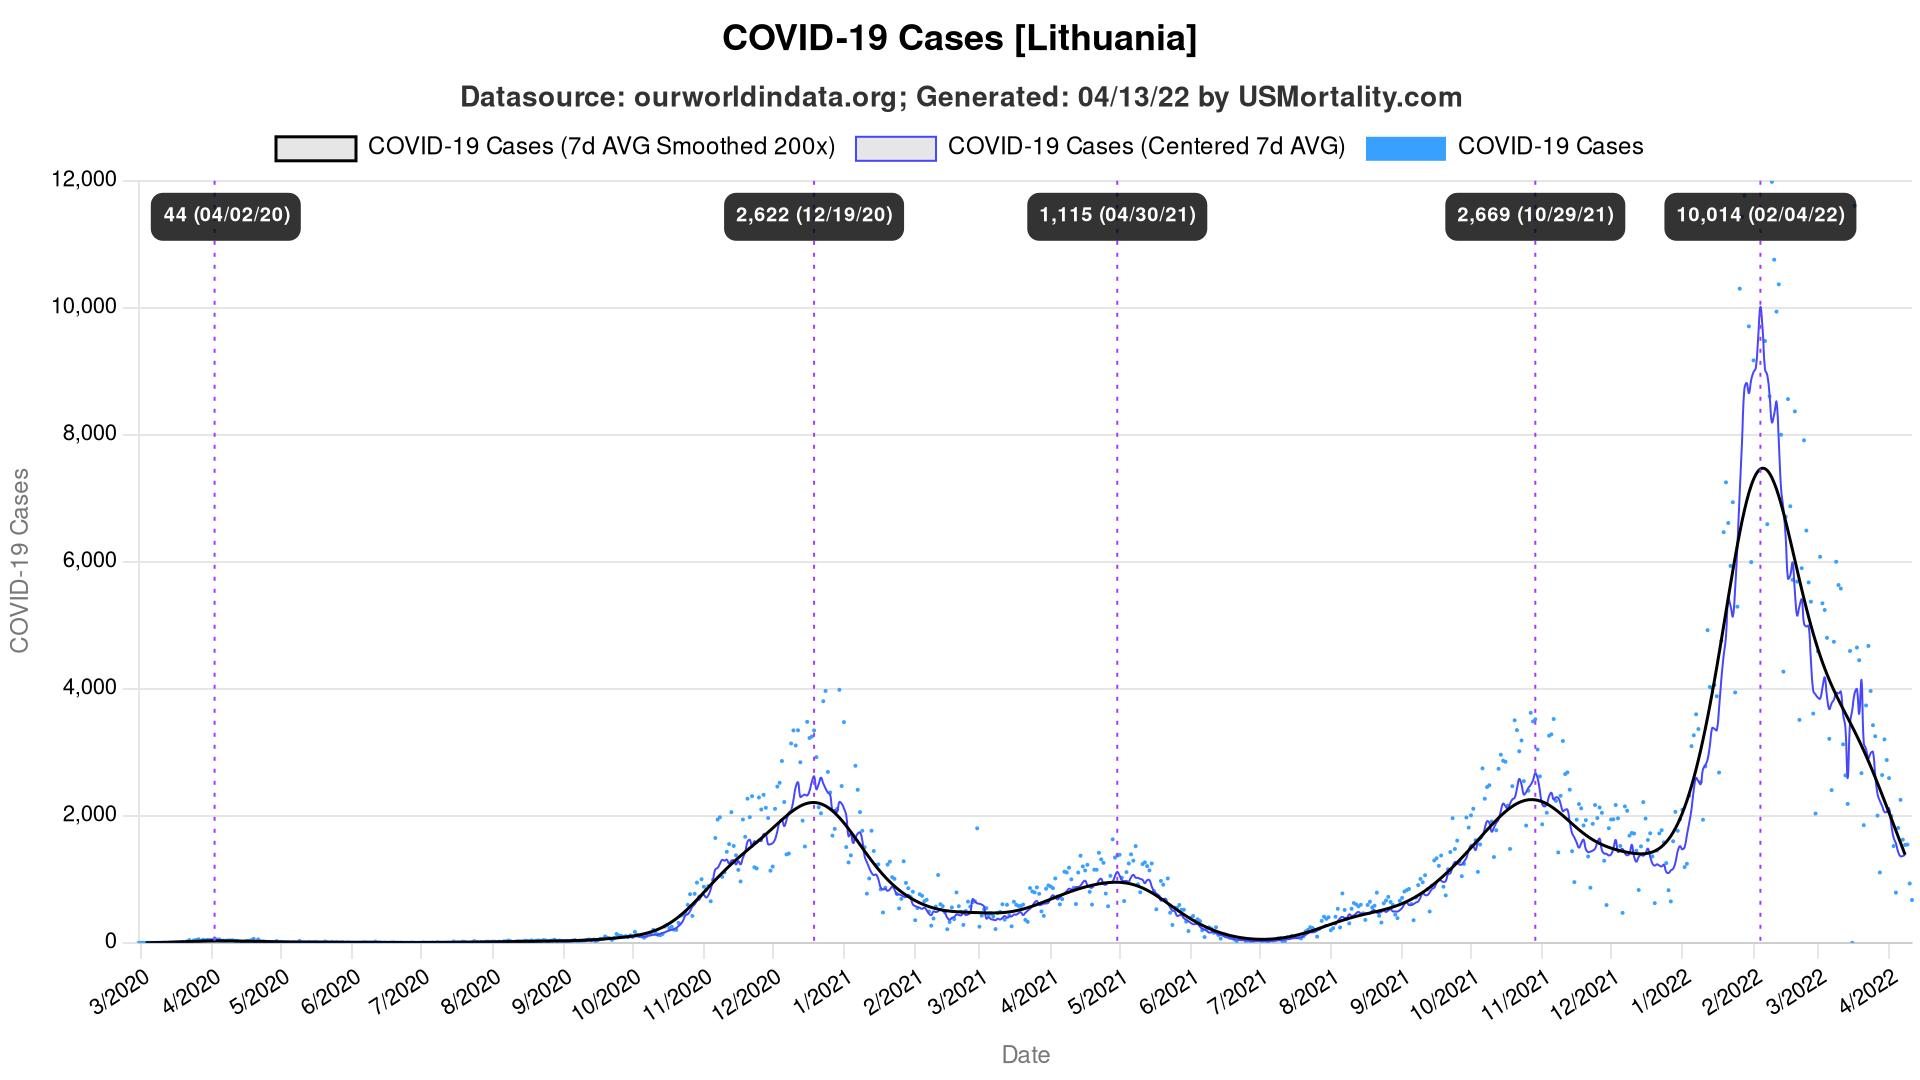 COVID-19 Cases [Lithuania]
Datasource: ourworldindata.org; Generated: 04/13/22 by USMortality.com
COVID-19 Cases (7d AVG Smoothed 200x) COVID-19 Cases (Centered 7d AVG) COVID-19 Cases
12,000
44 (04/02/20) 2,622 (12/19/20) 1,115 (04/30/21) 2,669 (10/29/21) 10,014 (02/04/22)
10,000
8,000
6,000
4,000
2,000
0
COVID-19 Cases
3/2020 4/2020 5/2020 6/2020 7/2020 8/2020 9/2020 10/2020 11/2020 12/2020 1/2021 2/2021 3/2021 4/2021 5/2021 6/2021 7/2021 8/2021 9/2021 10/2021 11/2021 12/2021 1/2022 2/2022 3/2022 4/2022
Date